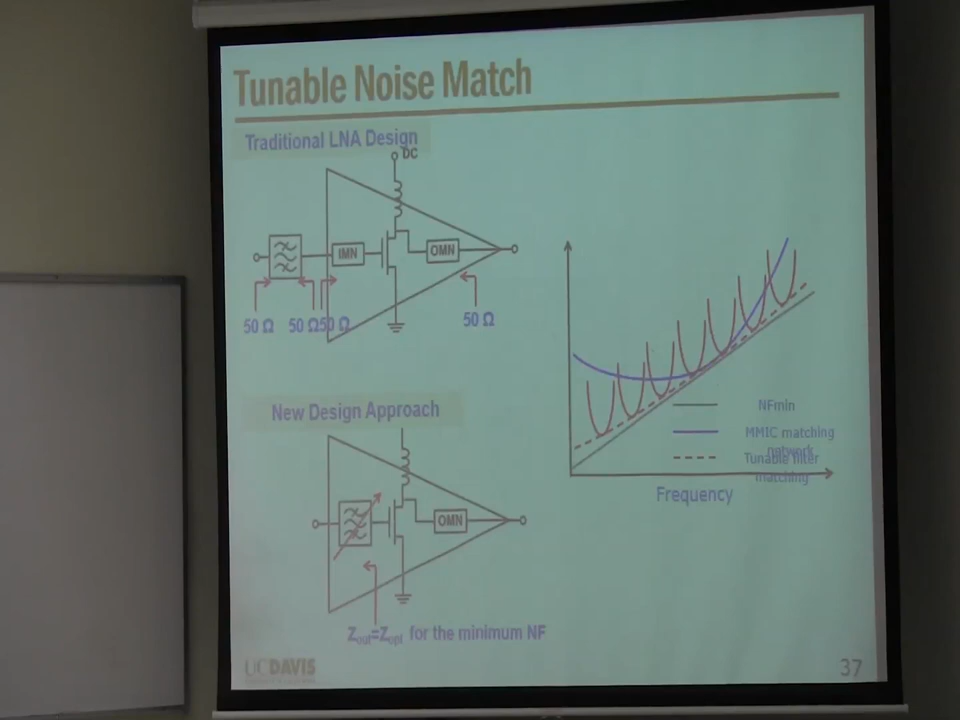 Tunable Noise Match
Traditional LNA Design
DC
IMN
OMN
50 Ω
50 Ω
50 Ω
50 Ω
New Design Approach
OMN
Zout=Zopt for the minimum NF
NFmin
MMIC matching
network
Tunable filter
matching
Frequency
UCDAVIS
37